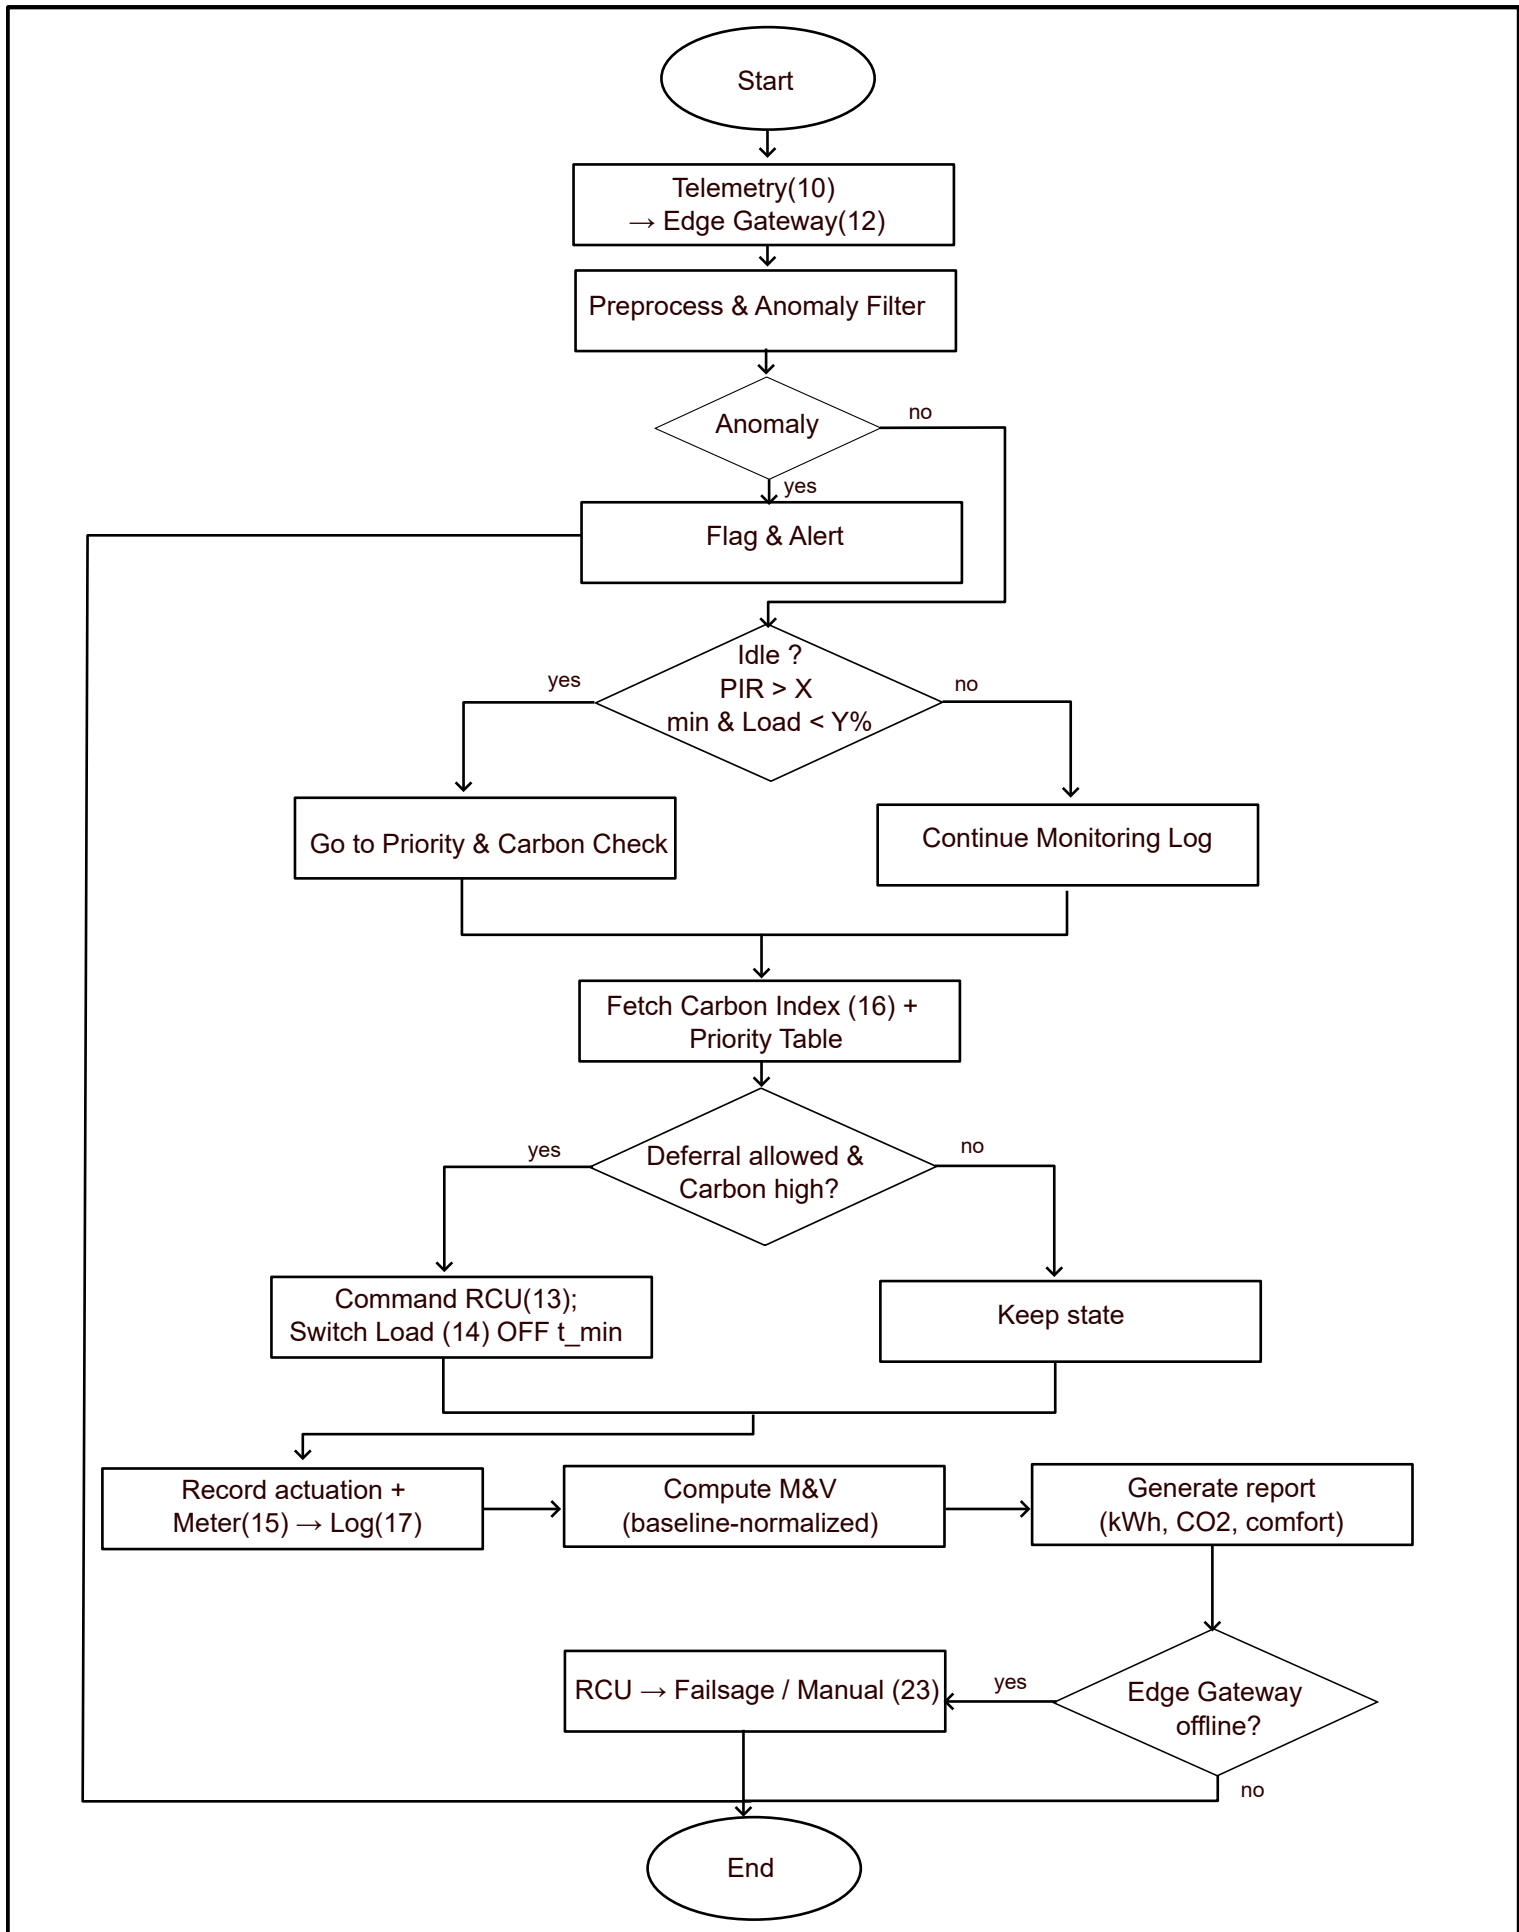 Start
Telemetry(10)
→ Edge Gateway(12)
Preprocess & Anomaly Filter
Anomaly
no
yes
Flag & Alert
Idle ?
PIR > X
min & Load < Y%
yes
no
Go to Priority & Carbon Check
Continue Monitoring Log
Fetch Carbon Index (16) +
Priority Table
Deferral allowed &
Carbon high?
yes
no
Command RCU(13);
Switch Load (14) OFF t_min
Keep state
Record actuation +
Meter(15) → Log(17)
Compute M&V
(baseline-normalized)
Generate report
(kWh, CO2, comfort)
Edge Gateway
offline?
yes
no
RCU → Failsage / Manual (23)
End